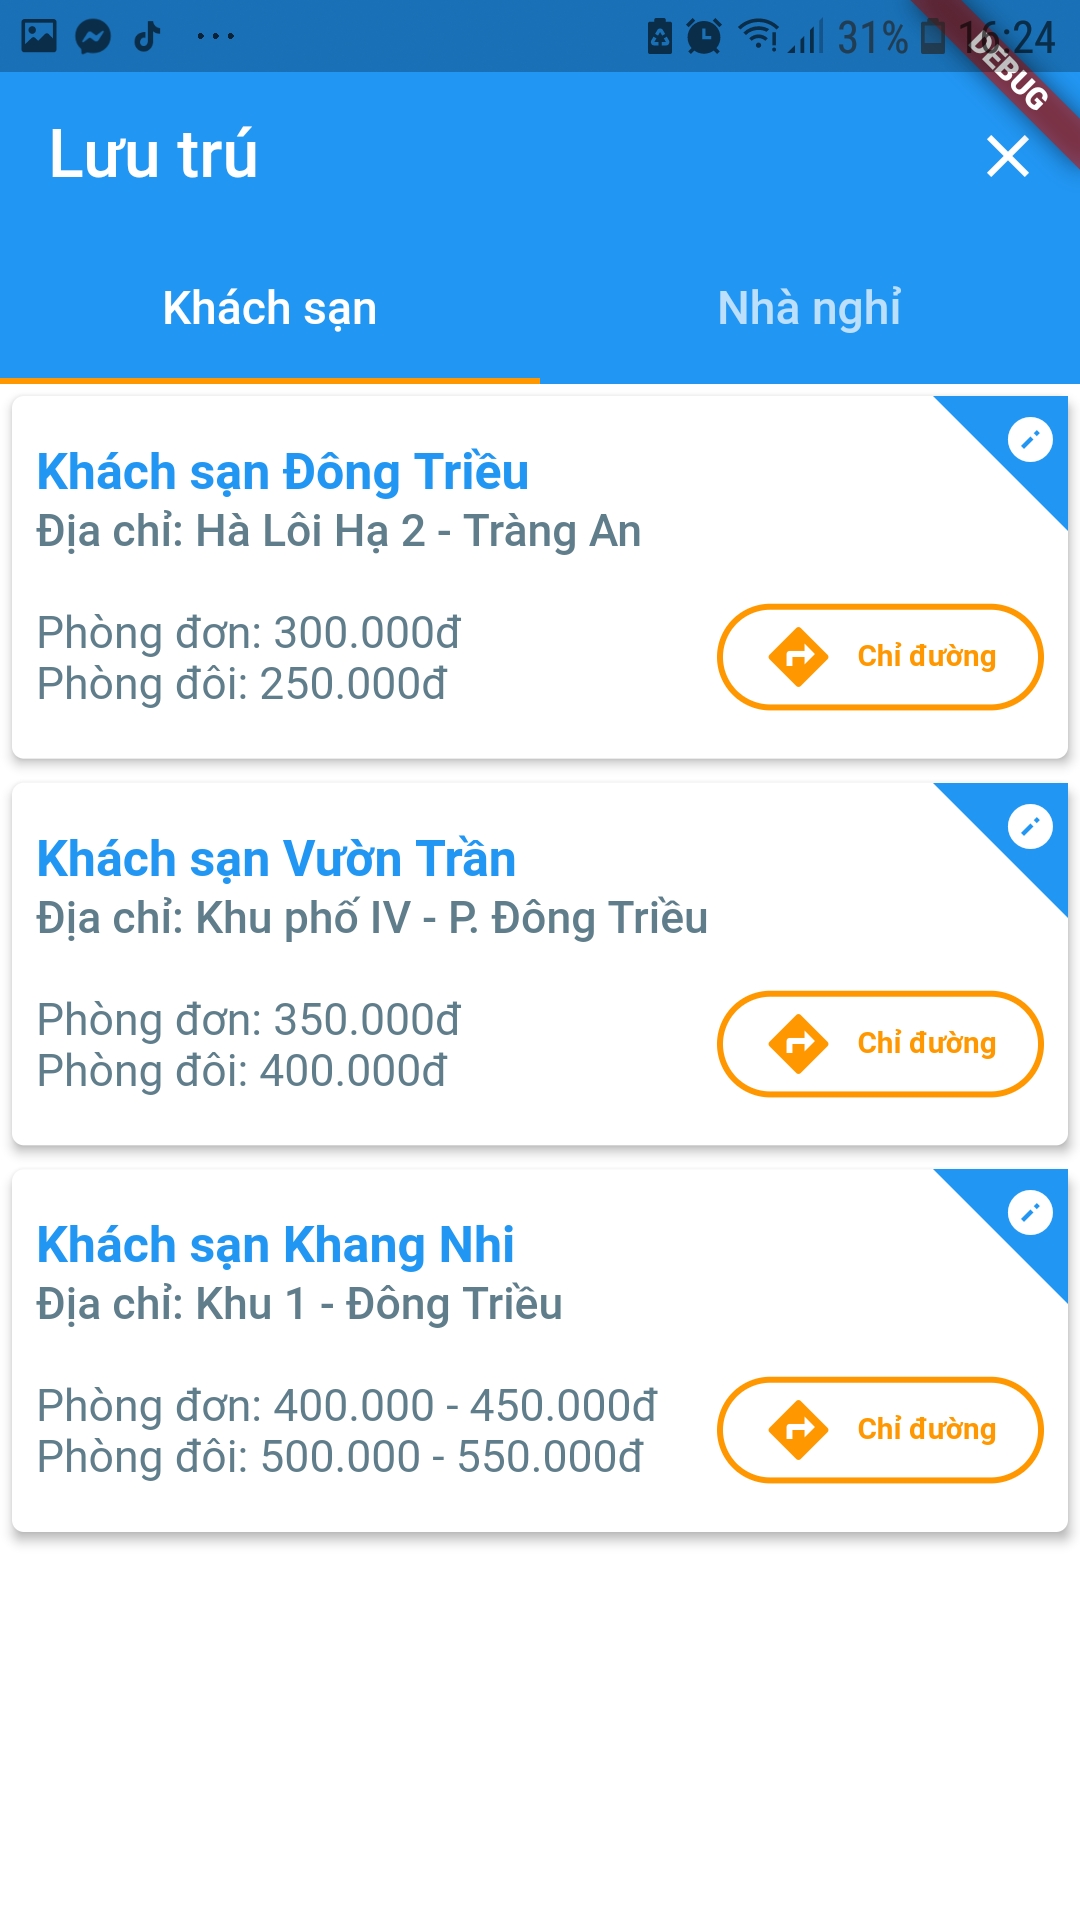 31% 16:24
DEBUG
Lưu trú
Khách sạn
Nhà nghỉ
Khách sạn Đông Triều
Địa chỉ: Hà Lôi Hạ 2 - Tràng An
Phòng đơn: 300.000đ
Phòng đôi: 250.000đ
Chỉ đường
Khách sạn Vườn Trần
Địa chỉ: Khu phố IV - P. Đông Triều
Phòng đơn: 350.000đ
Phòng đôi: 400.000đ
Chỉ đường
Khách sạn Khang Nhi
Địa chỉ: Khu 1 - Đông Triều
Phòng đơn: 400.000 - 450.000đ
Phòng đôi: 500.000 - 550.000đ
Chỉ đường